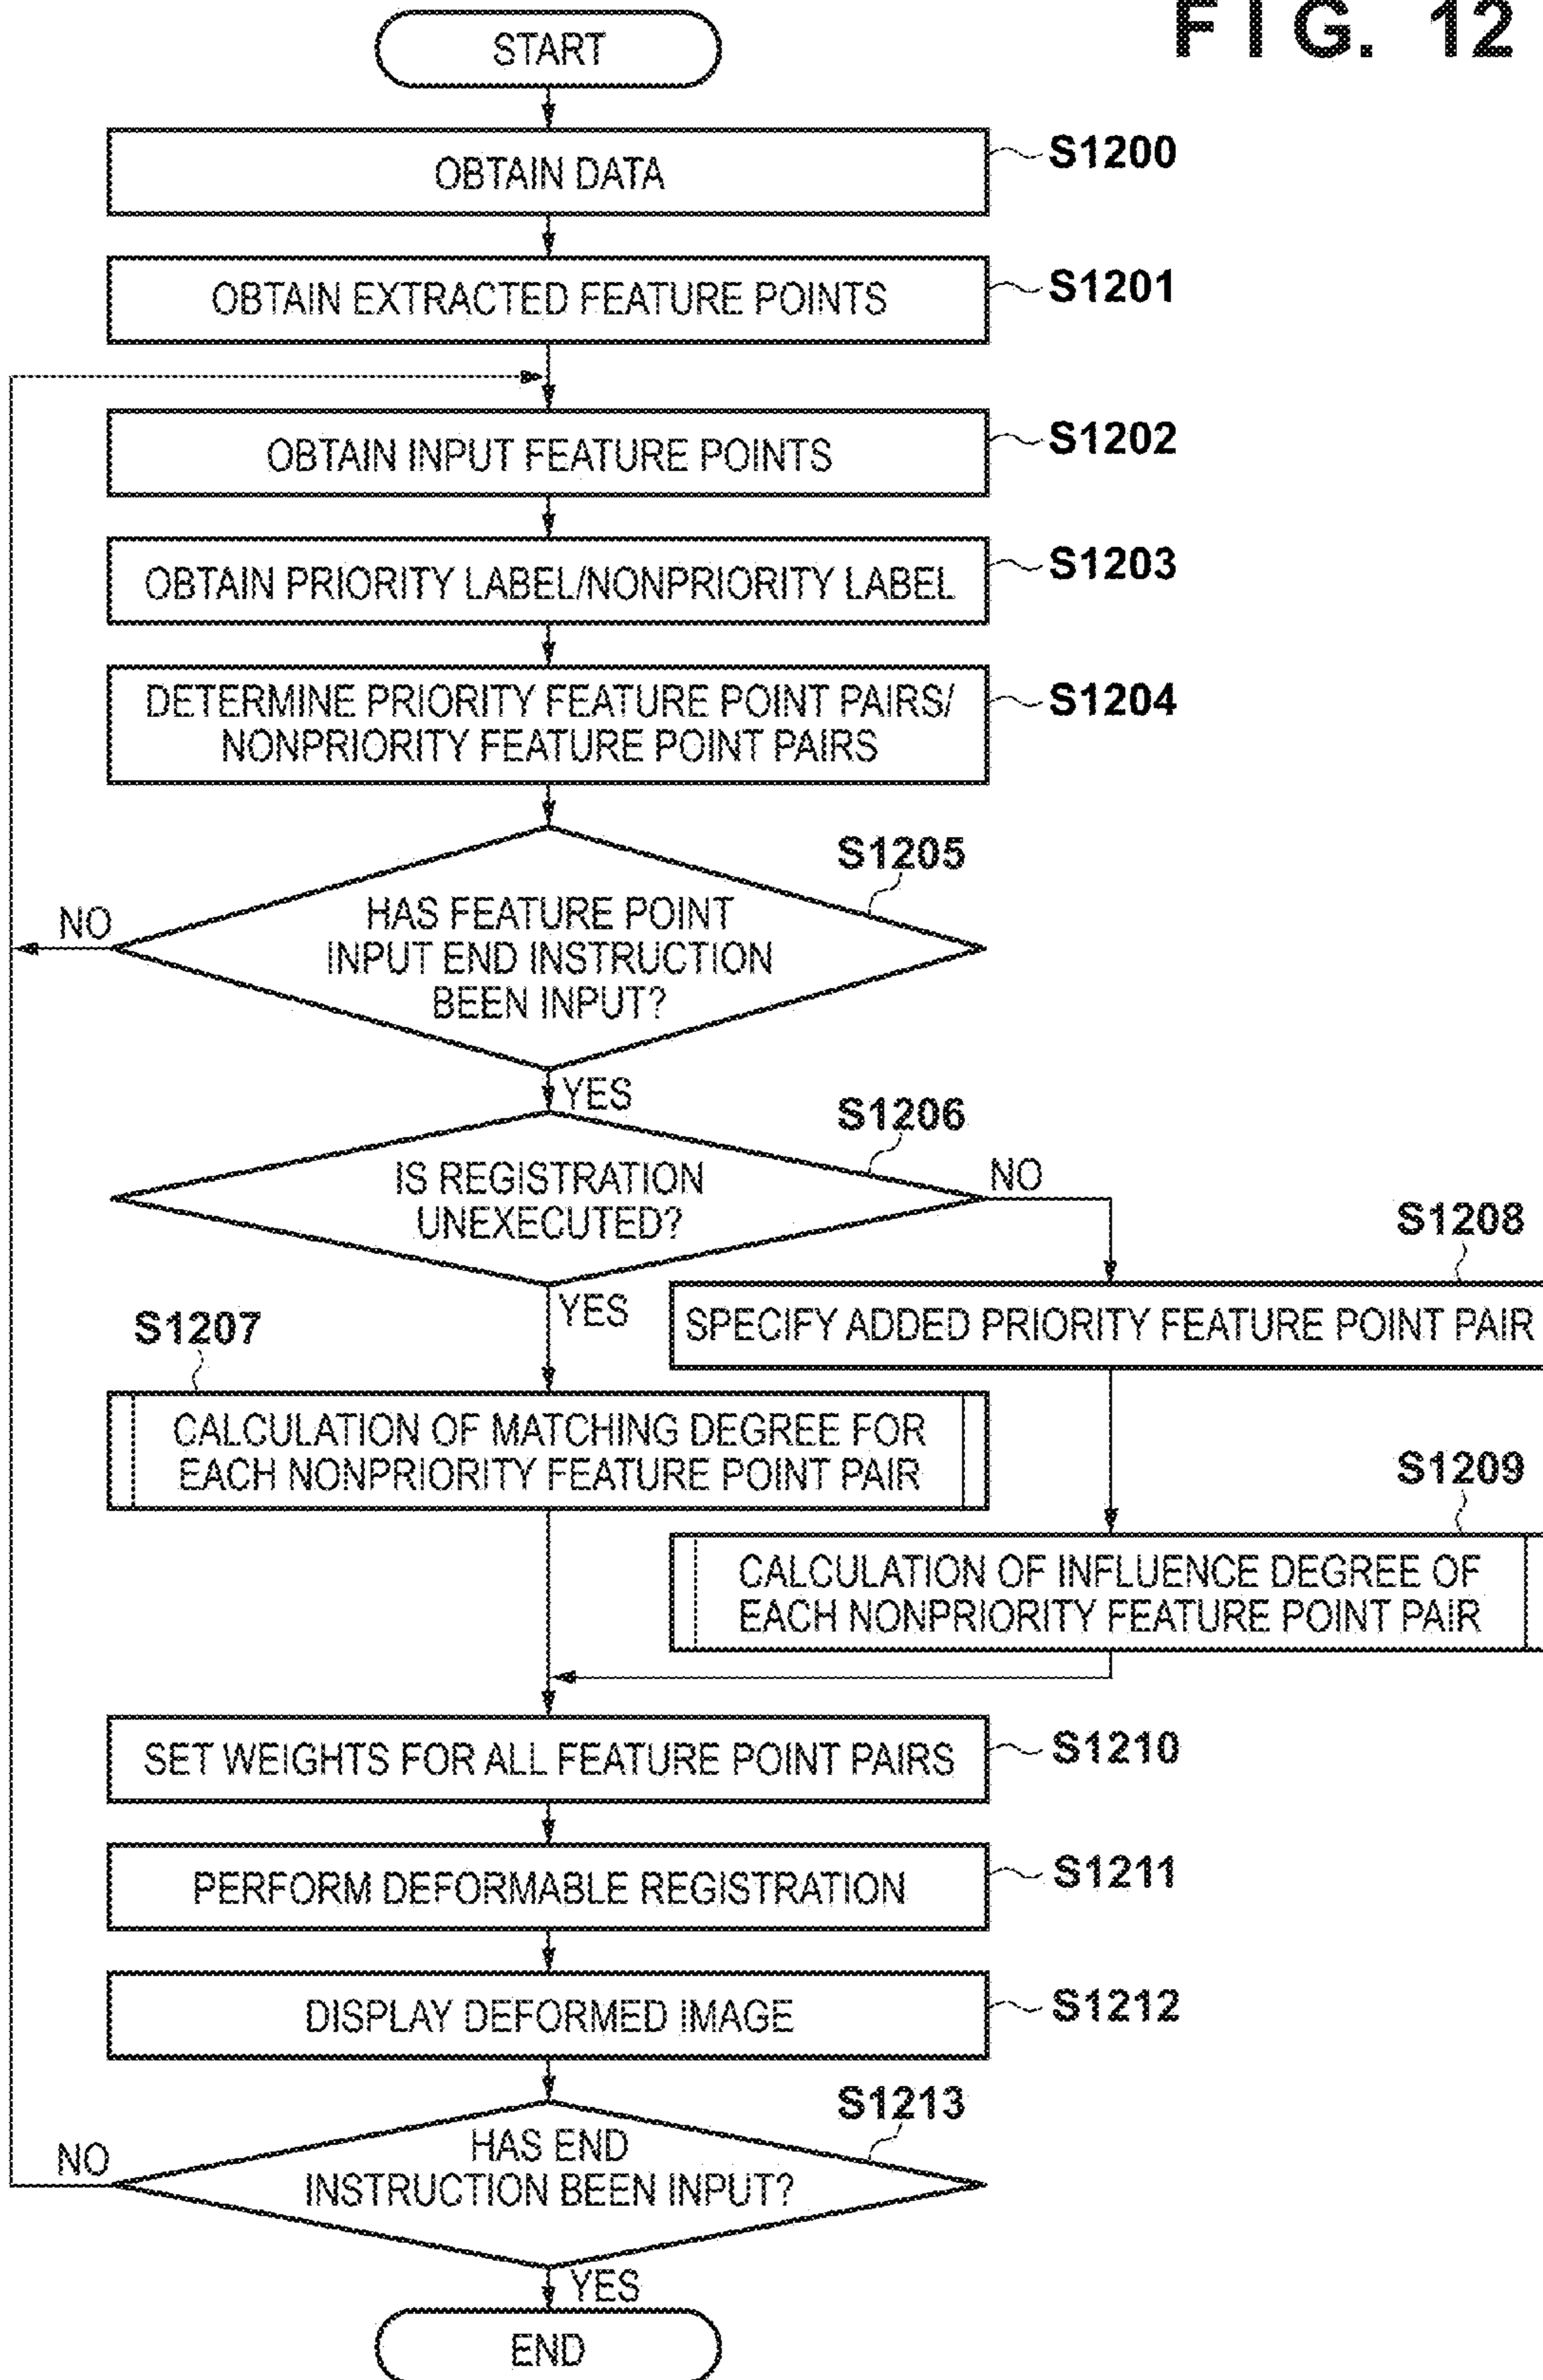 FIG. 12
START
OBTAIN DATA
S1200
OBTAIN EXTRACTED FEATURE POINTS
S1201
OBTAIN INPUT FEATURE POINTS
S1202
OBTAIN PRIORITY LABEL/NONPRIORITY LABEL
S1203
DETERMINE PRIORITY FEATURE POINT PAIRS/
NONPRIORITY FEATURE POINT PAIRS
S1204
S1205
HAS FEATURE POINT
INPUT END INSTRUCTION
BEEN INPUT?
NO
YES
S1206
IS REGISTRATION
UNEXECUTED?
NO
YES
S1208
SPECIFY ADDED PRIORITY FEATURE POINT PAIR
S1207
CALCULATION OF MATCHING DEGREE FOR
EACH NONPRIORITY FEATURE POINT PAIR
S1209
CALCULATION OF INFLUENCE DEGREE OF
EACH NONPRIORITY FEATURE POINT PAIR
SET WEIGHTS FOR ALL FEATURE POINT PAIRS
S1210
PERFORM DEFORMABLE REGISTRATION
S1211
DISPLAY DEFORMED IMAGE
S1212
S1213
HAS END
INSTRUCTION BEEN INPUT?
NO
YES
END